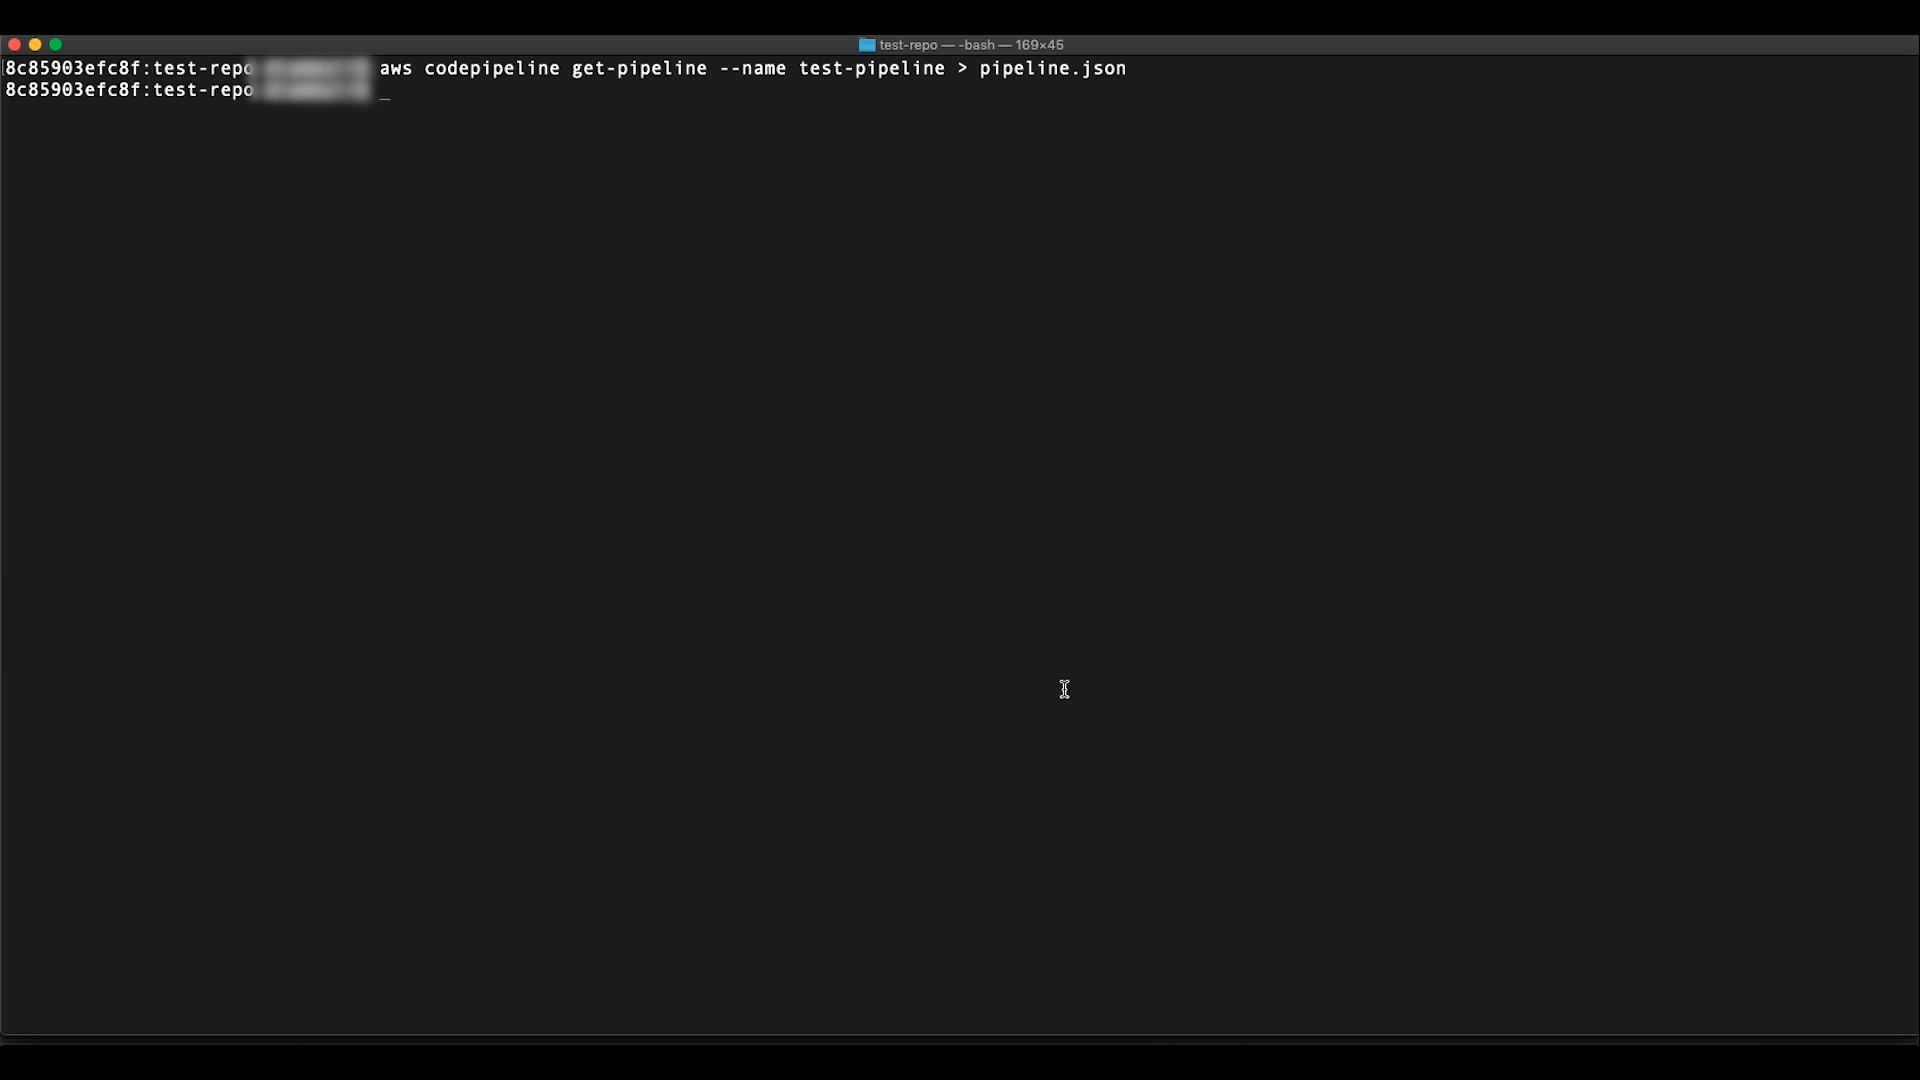 test-repo — -bash — 169×45
8c85903efc8f:test-repo aws codepipeline get-pipeline --name test-pipeline > pipeline.json
8c85903efc8f:test-repo _